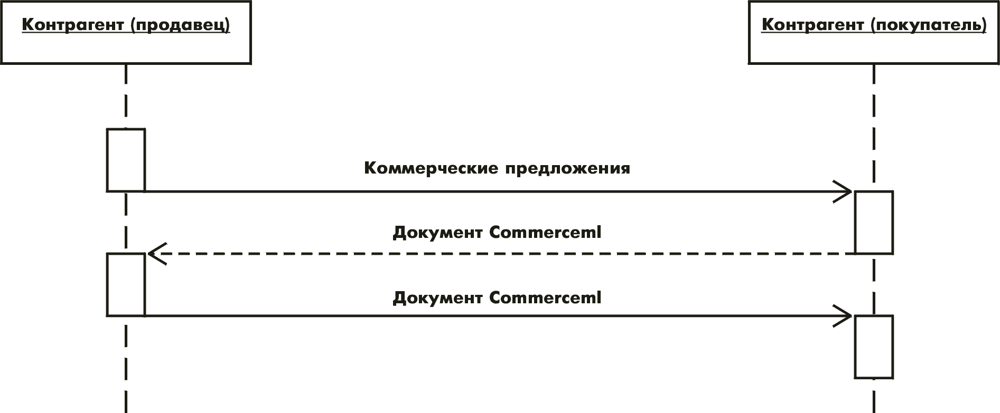 Контрагент (продавец)
Контрагент (покупатель)
Коммерческие предложения
Документ Commerceml
Документ Commerceml